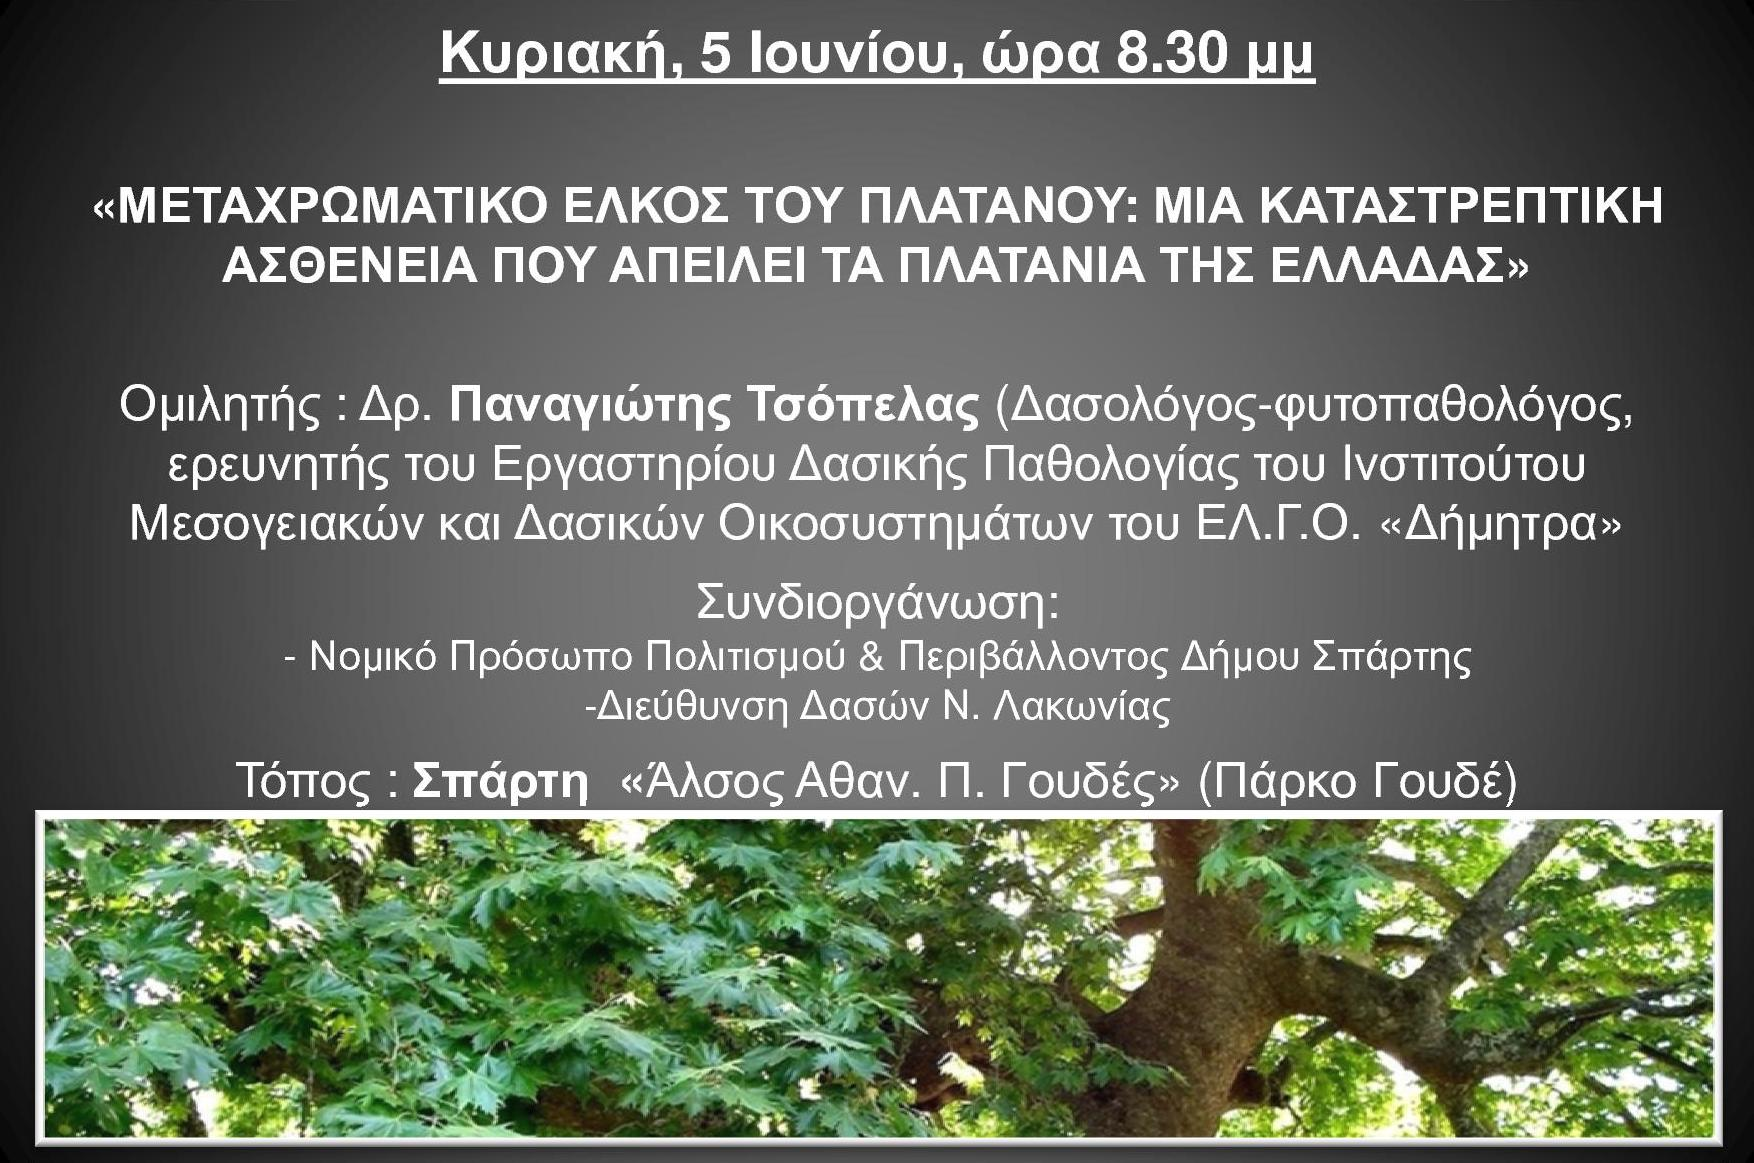 Κυριακή, 5 Ιουνίου, ώρα 8.30 μμ
«ΜΕΤΑΧΡΩΜΑΤΙΚΟ ΕΛΚΟΣ ΤΟΥ ΠΛΑΤΑΝΟΥ: ΜΙΑ ΚΑΤΑΣΤΡΕΠΤΙΚΗ
ΑΣΘΕΝΕΙΑ ΠΟΥ ΑΠΕΙΛΕΙ ΤΑ ΠΛΑΤΑΝΙΑ ΤΗΣ ΕΛΛΑΔΑΣ»
Ομιλητής : Δρ. Παναγιώτης Τσόπελας (Δασολόγος-φυτοπαθολόγος,
ερευνητής του Εργαστηρίου Δασικής Παθολογίας του Ινστιτούτου
Μεσογειακών και Δασικών Οικοσυστημάτων του ΕΛ.Γ.Ο. «Δήμητρα»
Συνδιοργάνωση:
- Νομικό Πρόσωπο Πολιτισμού & Περιβάλλοντος Δήμου Σπάρτης
-Διεύθυνση Δασών Ν. Λακωνίας
Τόπος : Σπάρτη «Άλσος Αθαν. Π. Γουδές» (Πάρκο Γουδέ)